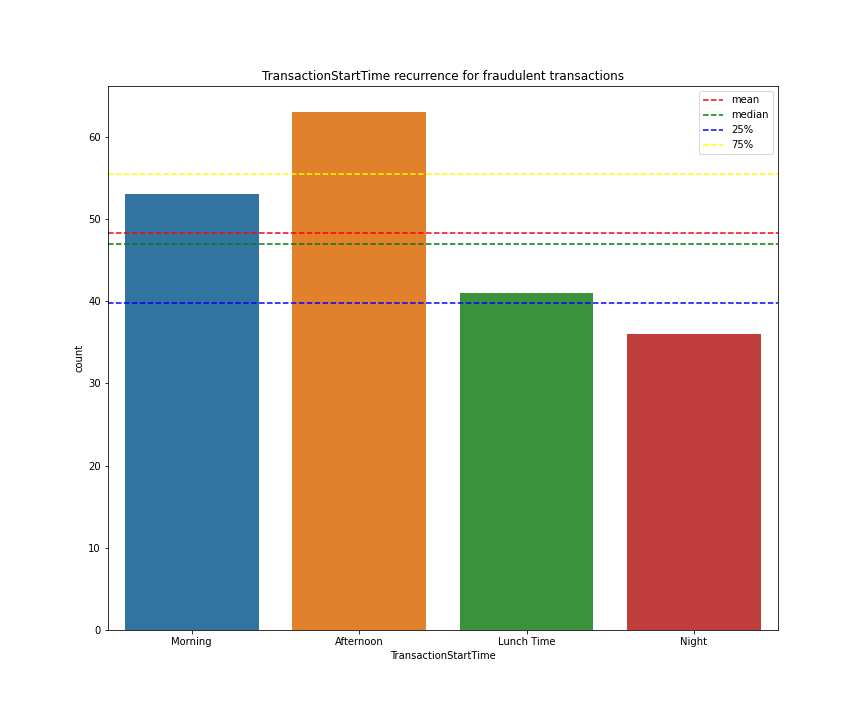 TransactionStartTime recurrence for fraudulent transactions
mean
median
25%
75%
60
50
40
30
20
10
0
count
Morning
Afternoon
Lunch Time
Night
TransactionStartTime